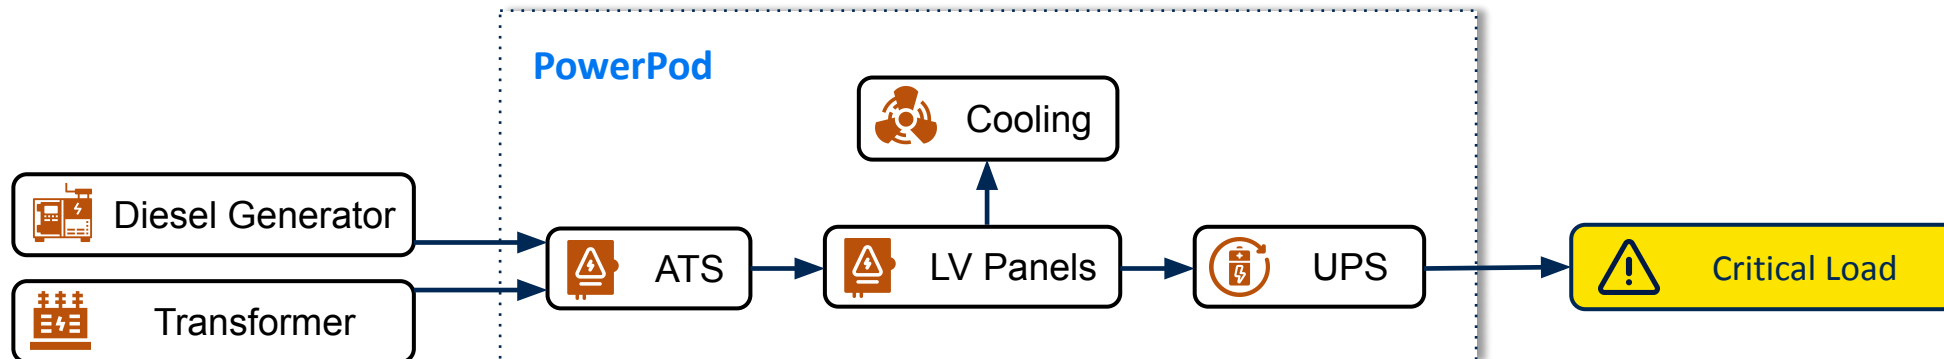 PowerPod
Cooling
Diesel Generator
ATS
LV Panels
UPS
Critical Load
Transformer